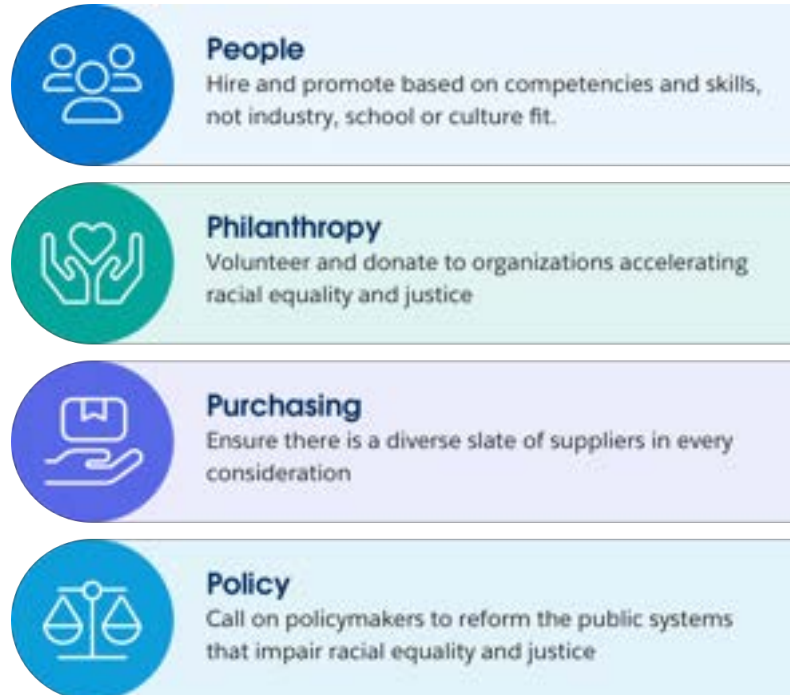 People
Hire and promote based on competencies and skills,
not industry, school or culture fit.
Philanthropy
Volunteer and donate to organizations accelerating
racial equality and justice
Purchasing
Ensure there is a diverse slate of suppliers in every
consideration
Policy
Call on policymakers to reform the public systems
that impair racial equality and justice